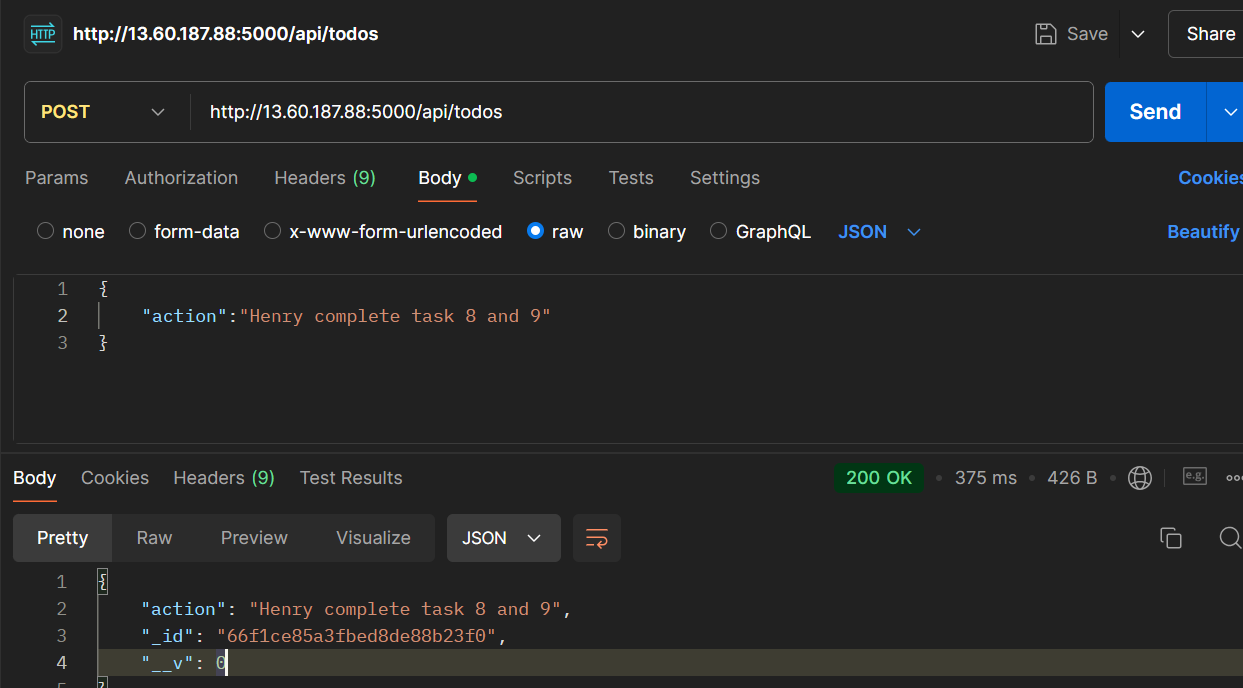 HTTP http://13.60.187.88:5000/api/todos Save Share
POST http://13.60.187.88:5000/api/todos Send
Params Authorization Headers (9) Body Scripts Tests Settings Cookies
none form-data x-www-form-urlencoded raw binary GraphQL JSON Beautify
1 {
2 "action":"Henry complete task 8 and 9"
3 }
Body Cookies Headers (9) Test Results 200 OK 375 ms 426 B e.g.
Pretty Raw Preview Visualize JSON
1 {
2 "action": "Henry complete task 8 and 9",
3 "_id": "66f1ce85a3fbed8de88b23f0",
4 "__v": 0
5 }